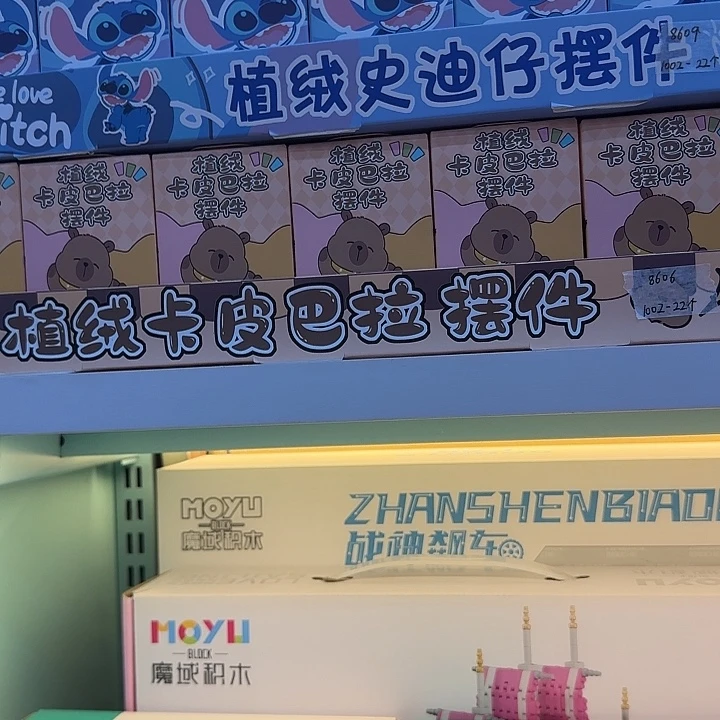 we love
Stitch
植绒史迪仔摆件
8609
1002-22个
植绒
卡皮巴拉
摆件
植绒
卡皮巴拉
摆件
植绒
卡皮巴拉
摆件
植绒
卡皮巴拉
摆件
植绒
卡皮巴拉
摆件
植绒卡皮巴拉摆件
8606
1002-22个
MOYU
BLOCK
魔域积木
ZHANSHENBIAO
战神飙车
MOYU
BLOCK
魔域积木